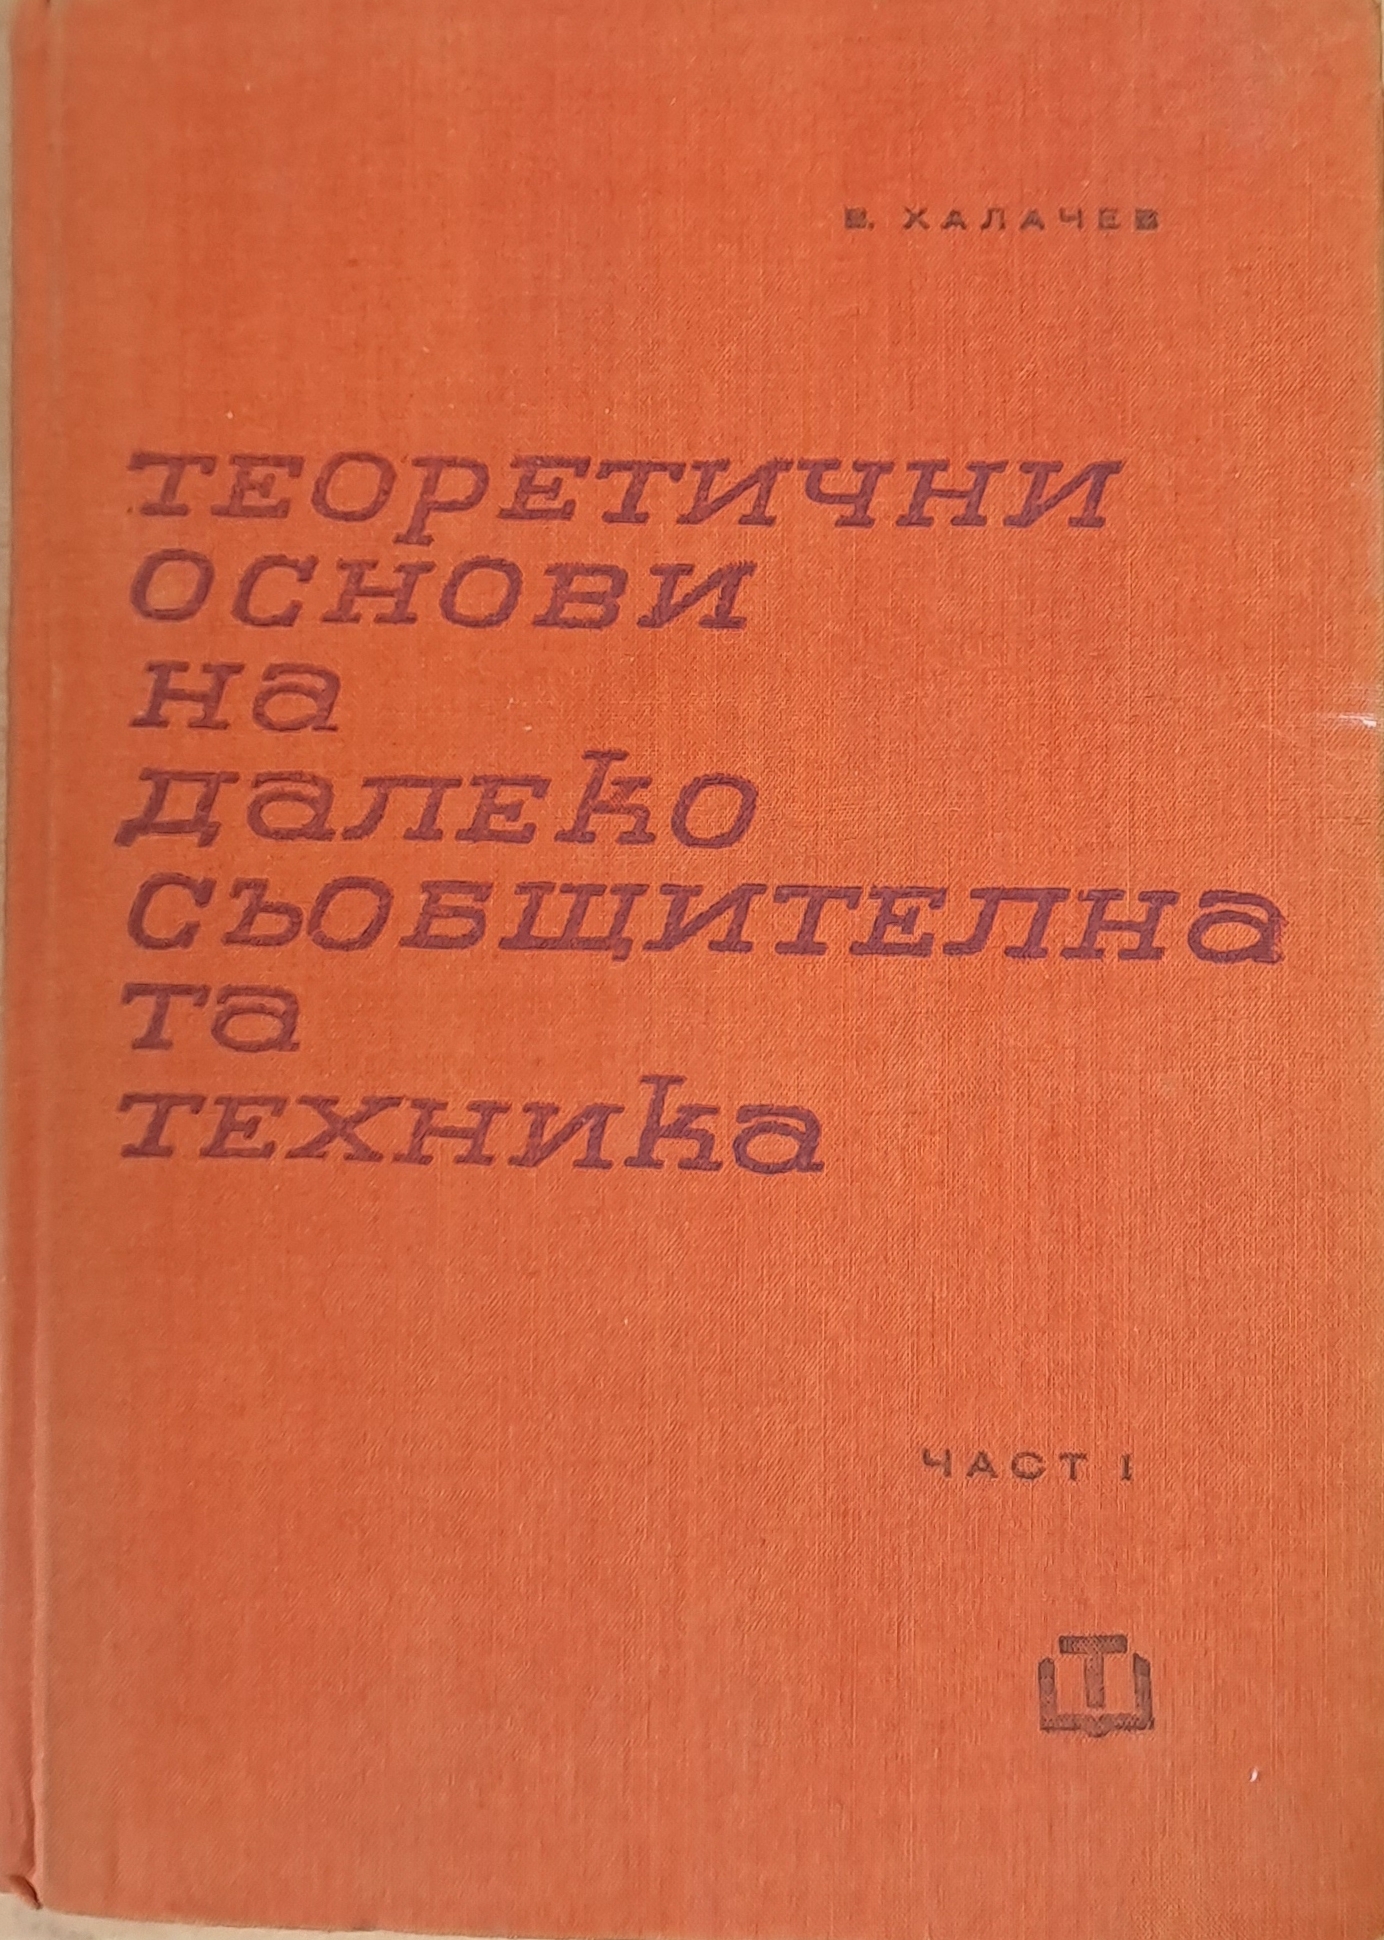 В. ХАЛАЧЕВ
ТЕОРЕТИЧНИ
ОСНОВИ
НА
ДАЛЕКО
СЪОБЩИТЕЛНА
ТА
ТЕХНИКА
ЧАСТ I
Т